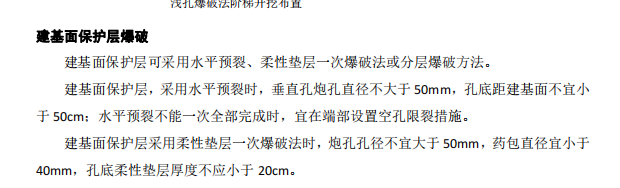 浅孔爆破法阶梯开挖布置
建基面保护层爆破
建基面保护层可采用水平预裂、柔性垫层一次爆破法或分层爆破方法。
建基面保护层，采用水平预裂时，垂直孔炮孔直径不大于 50mm，孔底距建基面不宜小
于 50cm；水平预裂不能一次全部完成时，宜在端部设置空孔限裂措施。
建基面保护层采用柔性垫层一次爆破法时，炮孔孔径不宜大于 50mm，药包直径宜小于
40mm，孔底柔性垫层厚度不应小于 20cm。